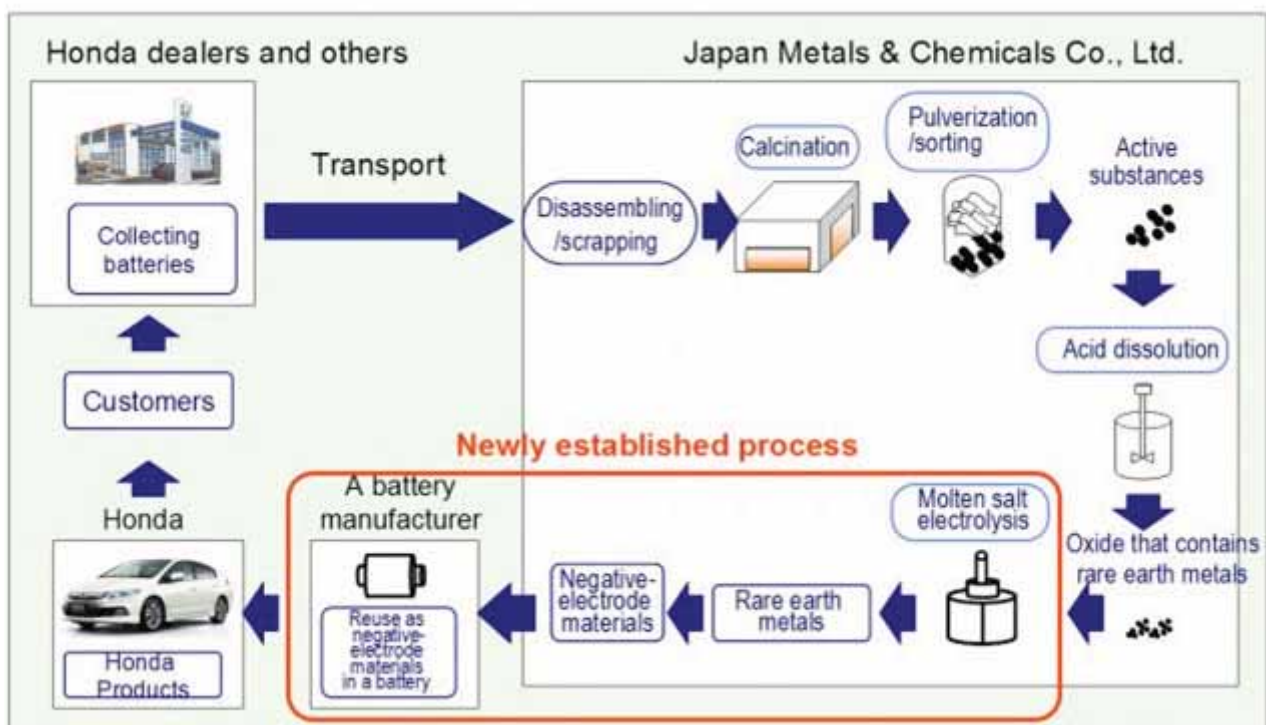 Honda dealers and others
Japan Metals & Chemicals Co., Ltd.
Collecting
batteries
Transport
Disassembling
/scrapping
Calcination
Pulverization
/sorting
Active
substances
Acid dissolution
Oxide that contains
rare earth metals
Newly established process
Molten salt
electrolysis
Rare earth
metals
Negative-
electrode
materials
A battery
manufacturer
Reuse as
negative-
electrode
materials
in a battery
Honda
Honda
Products
Customers